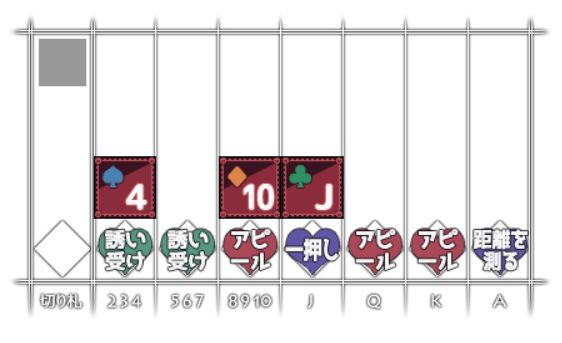 4
10
J
誘い
受け
誘い
受け
アピ
ール
一押し
アピ
ール
アピ
ール
距離を
測る
切り札 234 567 8910 J Q K A